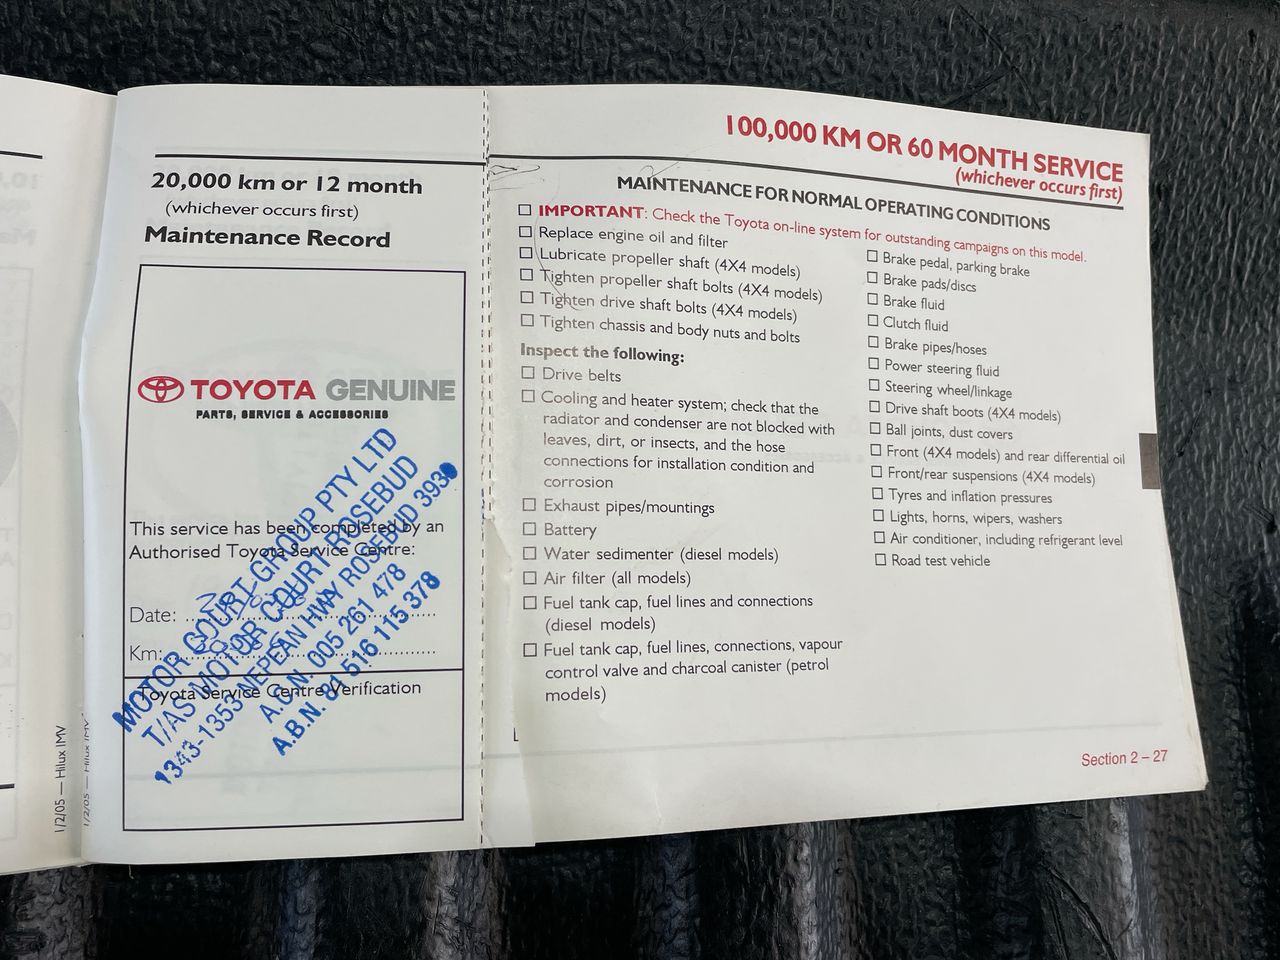 20,000 km or 12 month
(whichever occurs first)
Maintenance Record
TOYOTA GENUINE
PARTS, SERVICE & ACCESSORIES
This service has been completed by an
Authorised Toyota Service Centre:
Date:
Km:
Toyota Service Centre Verification
MOTOR COURT GROUP PTY LTD
T/AS MOTOR COURT ROSEBUD
1343-1353 NEPEAN HWY ROSEBUD 3939
A.C.N. 005 261 478
A.B.N. 81 516 115 378
1/2/05 — Hilux IMV
1/2/05 — Hilux IMV
100,000 KM OR 60 MONTH SERVICE
(whichever occurs first)
MAINTENANCE FOR NORMAL OPERATING CONDITIONS
IMPORTANT: Check the Toyota on-line system for outstanding campaigns on this model.
Replace engine oil and filter
Lubricate propeller shaft (4X4 models)
Tighten propeller shaft bolts (4X4 models)
Tighten drive shaft bolts (4X4 models)
Tighten chassis and body nuts and bolts
Inspect the following:
Drive belts
Cooling and heater system; check that the
radiator and condenser are not blocked with
leaves, dirt, or insects, and the hose
connections for installation condition and
corrosion
Exhaust pipes/mountings
Battery
Water sedimenter (diesel models)
Air filter (all models)
Fuel tank cap, fuel lines and connections
(diesel models)
Fuel tank cap, fuel lines, connections, vapour
control valve and charcoal canister (petrol
models)
Brake pedal, parking brake
Brake pads/discs
Brake fluid
Clutch fluid
Brake pipes/hoses
Power steering fluid
Steering wheel/linkage
Drive shaft boots (4X4 models)
Ball joints, dust covers
Front (4X4 models) and rear differential oil
Front/rear suspensions (4X4 models)
Tyres and inflation pressures
Lights, horns, wipers, washers
Air conditioner, including refrigerant level
Road test vehicle
Section 2 – 27